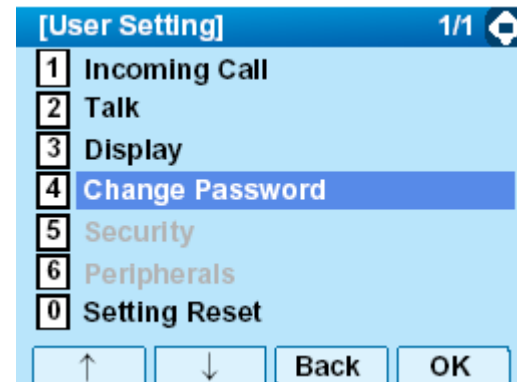 [User Setting] 1/1
1 Incoming Call
2 Talk
3 Display
4 Change Password
5 Security
6 Peripherals
0 Setting Reset
↑ ↓ Back OK